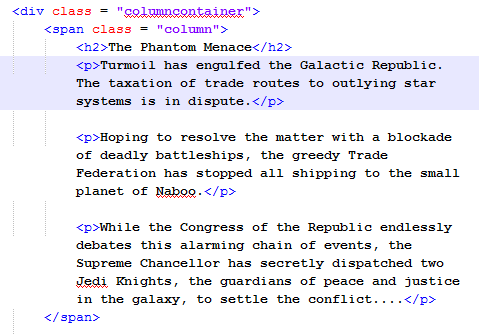 <div class = "columncontainer">
<span class = "column">
<h2>The Phantom Menace</h2>
<p>Turmoil has engulfed the Galactic Republic.
The taxation of trade routes to outlying star
systems is in dispute.</p>
<p>Hoping to resolve the matter with a blockade
of deadly battleships, the greedy Trade
Federation has stopped all shipping to the small
planet of Naboo.</p>
<p>While the Congress of the Republic endlessly
debates this alarming chain of events, the
Supreme Chancellor has secretly dispatched two
Jedi Knights, the guardians of peace and justice
in the galaxy, to settle the conflict....</p>
</span>